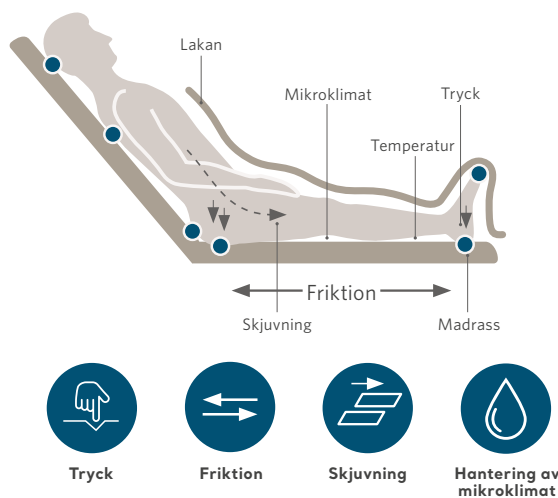 Lakan
Mikroklimat
Tryck
Temperatur
Friktion
Skjuvning
Madrass
Tryck
Friktion
Skjuvning
Hantering av
mikroklimat